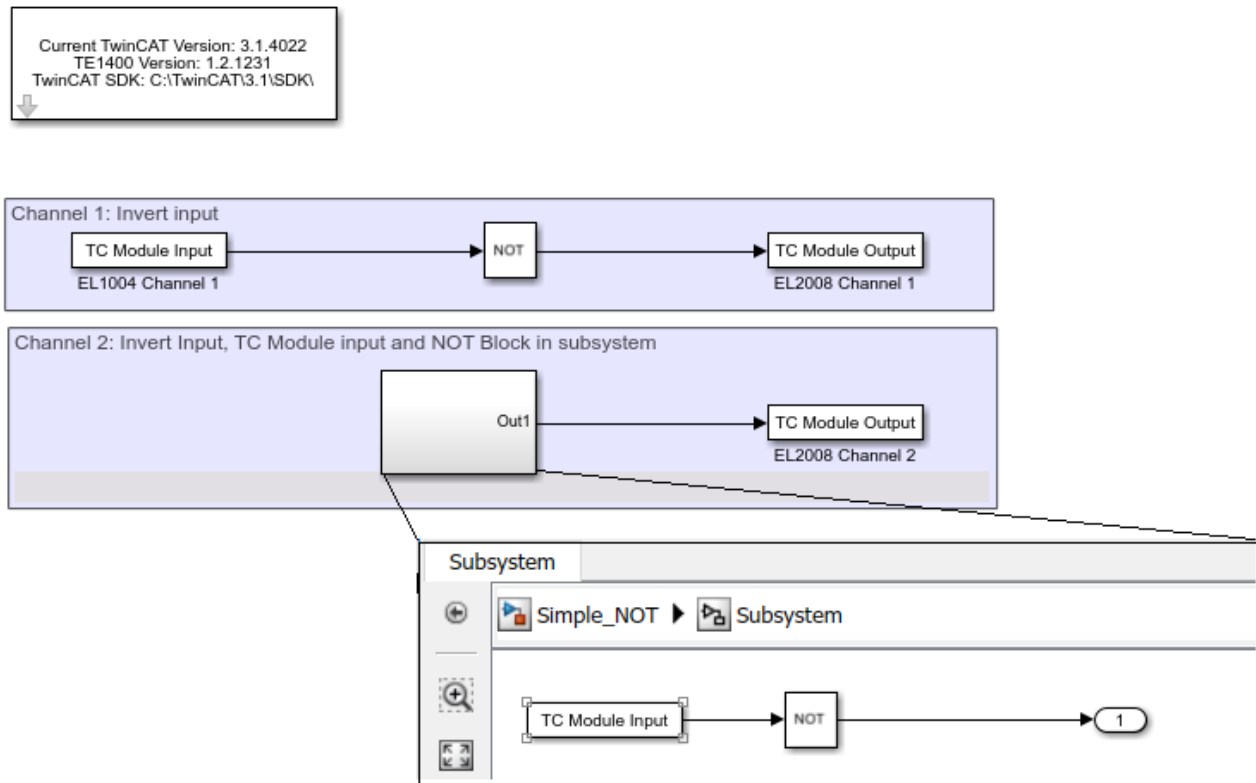 Current TwinCAT Version: 3.1.4022
TE1400 Version: 1.2.1231
TwinCAT SDK: C:\TwinCAT\3.1\SDK\
Channel 1: Invert input
TC Module Input
NOT
TC Module Output
EL1004 Channel 1
EL2008 Channel 1
Channel 2: Invert Input, TC Module input and NOT Block in subsystem
Out1
TC Module Output
EL2008 Channel 2
Subsystem
Simple_NOT
Subsystem
TC Module Input
NOT
1